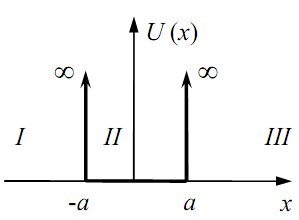 U (x)
∞ ∞
I II III
-a a x